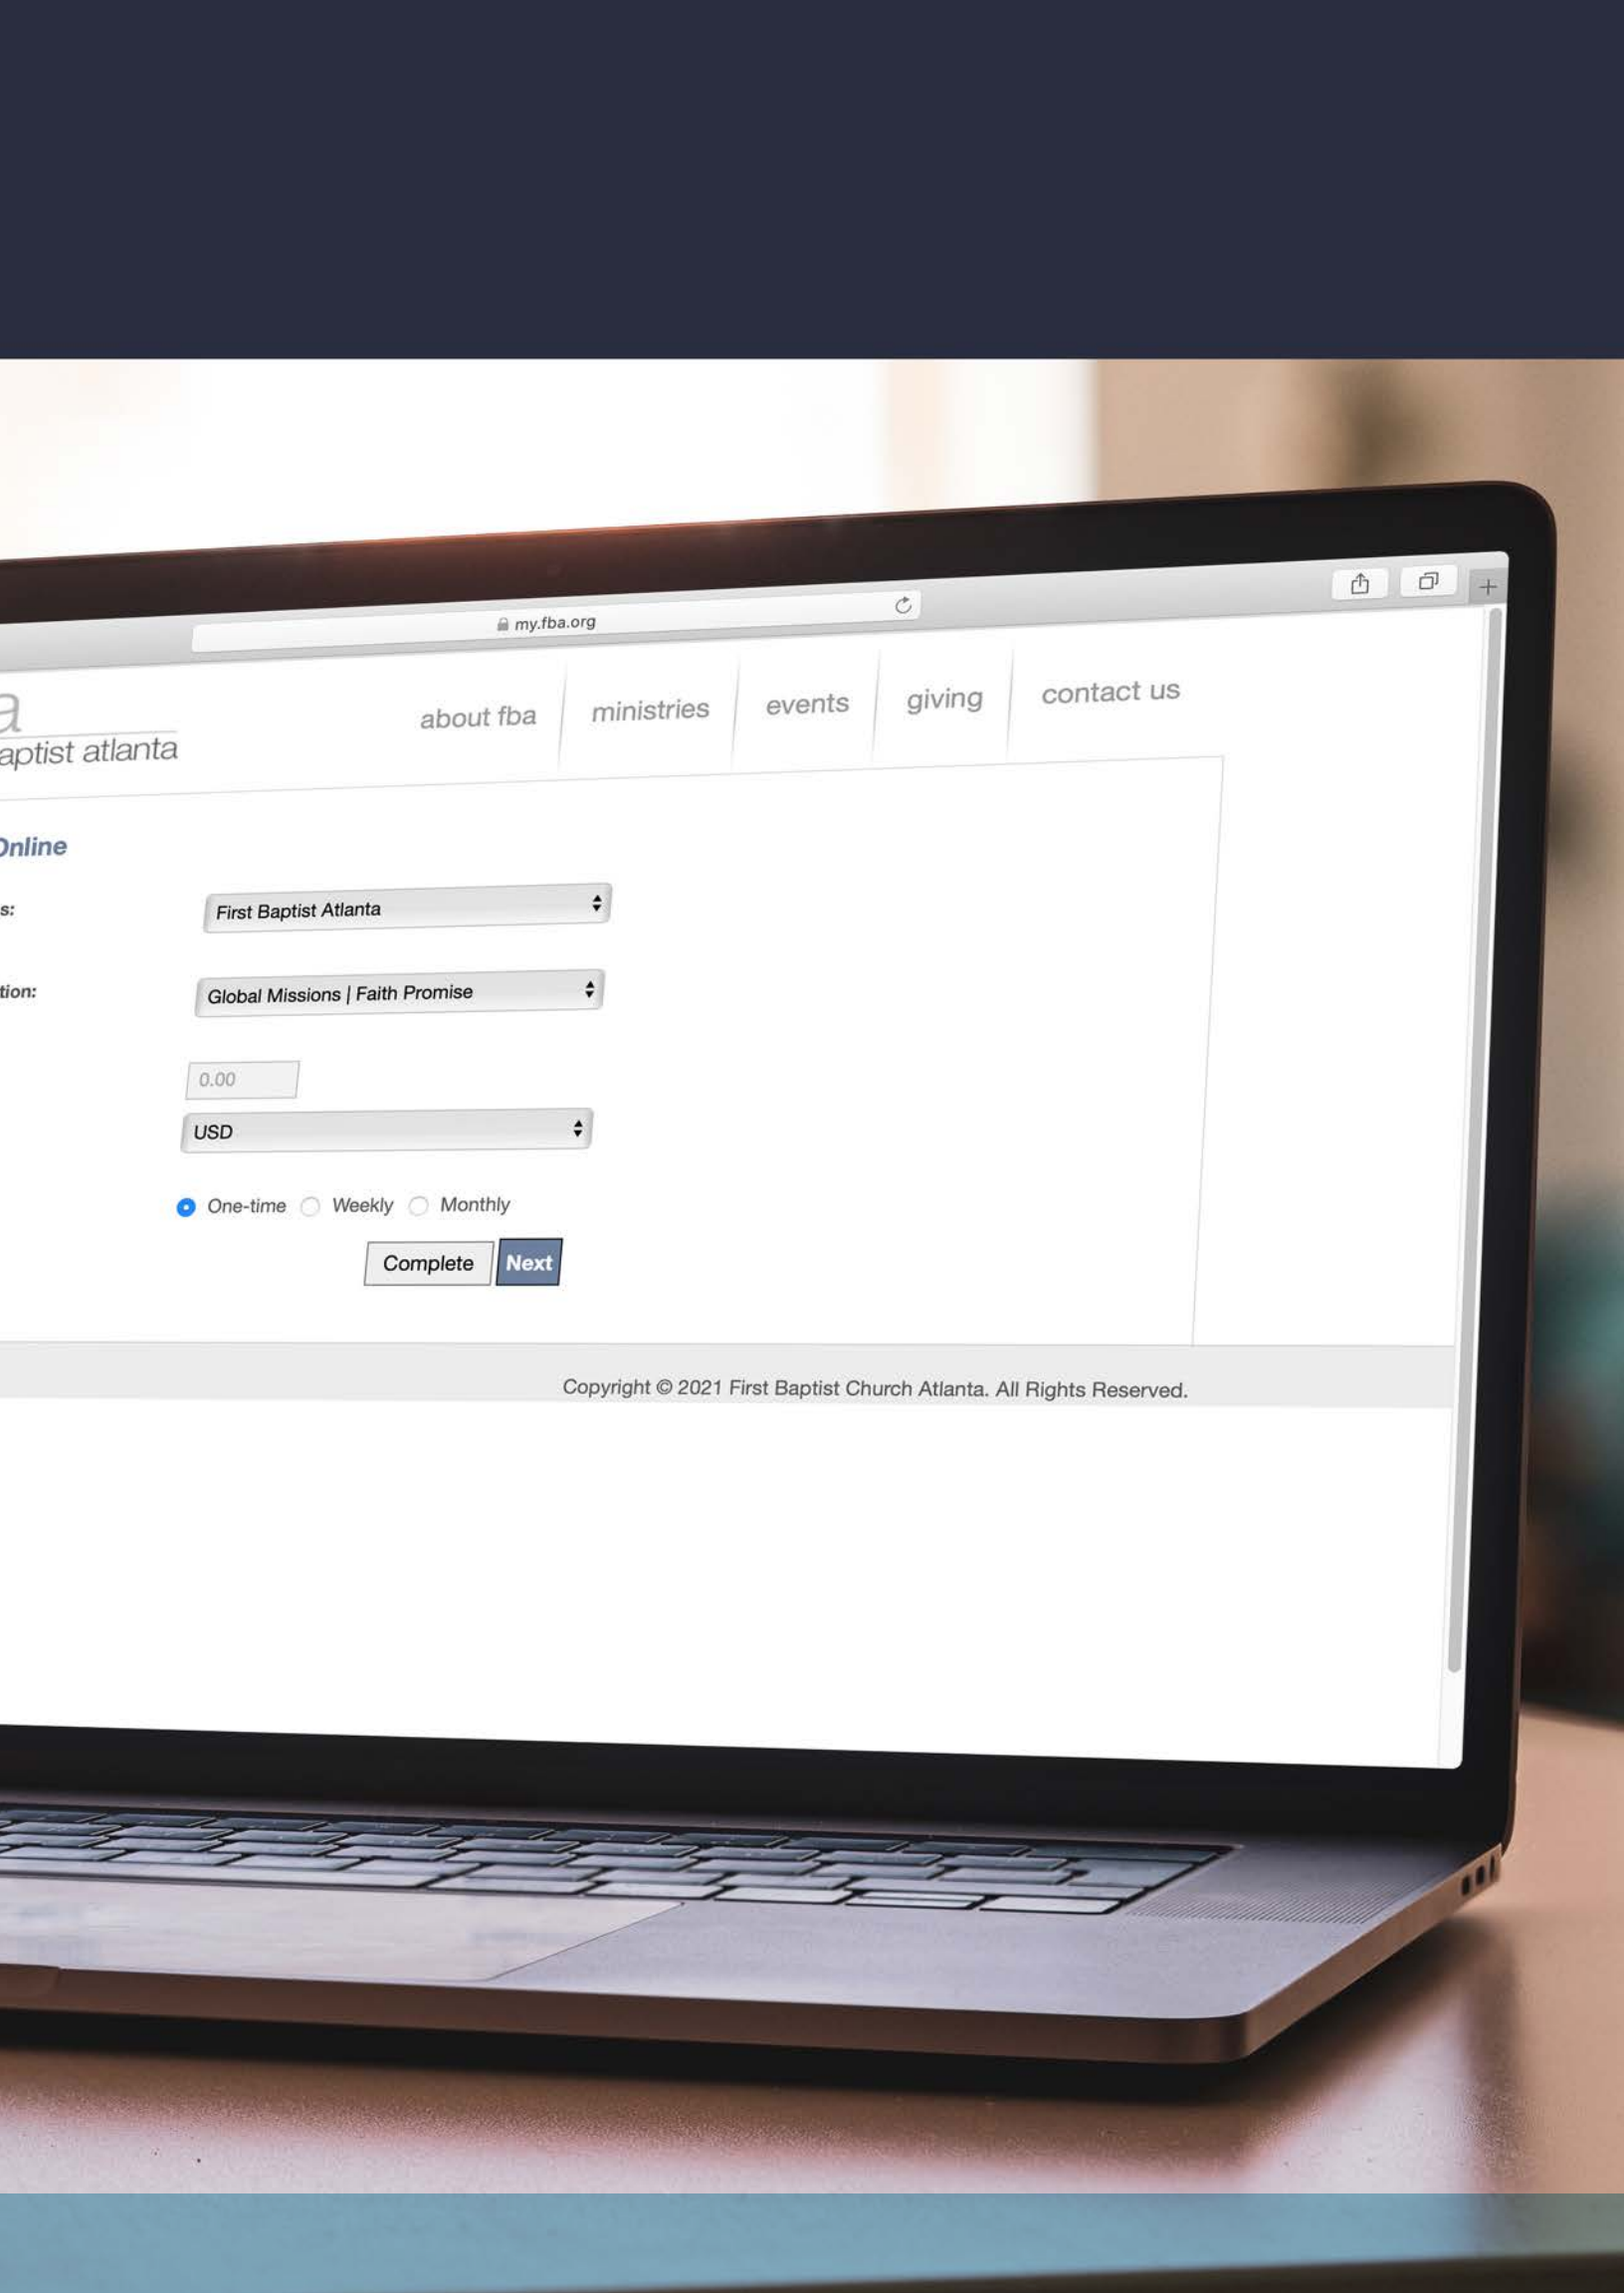 my.fba.org
a
aptist atlanta
about fba
ministries
events
giving
contact us
Online
s:
First Baptist Atlanta
tion:
Global Missions | Faith Promise
0.00
USD
One-time Weekly Monthly
Complete Next
Copyright © 2021 First Baptist Church Atlanta. All Rights Reserved.